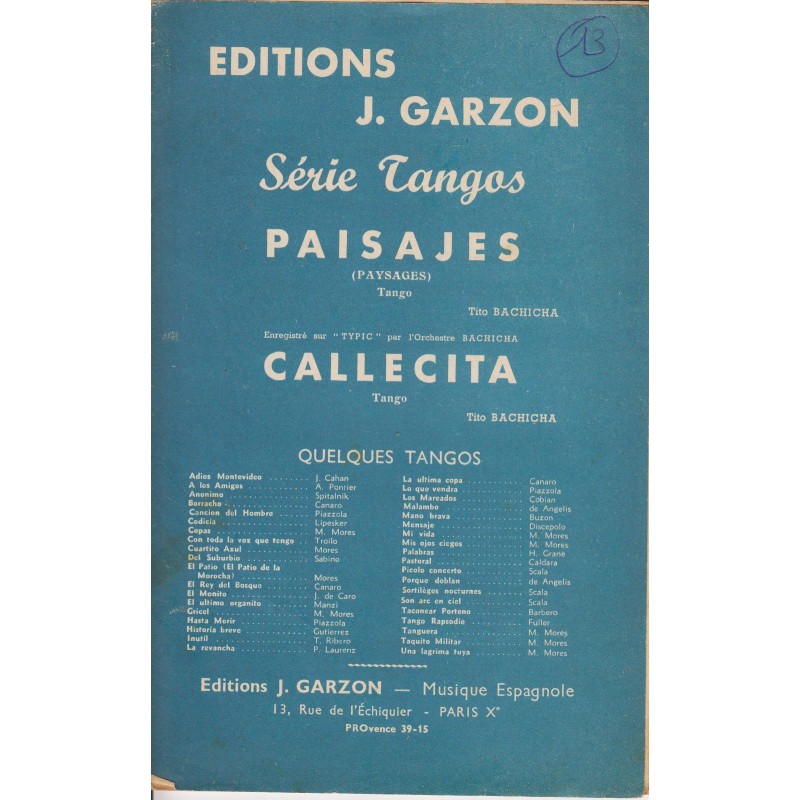 13
EDITIONS
J. GARZON
Série Tangos
PAISAJES
(PAYSAGES)
Tango
Tito BACHICHA
Enregistré sur "TYPIC" par l'Orchestre BACHICHA
CALLECITA
Tango
Tito BACHICHA
QUELQUES TANGOS
Adios Montevideo ........ J. Cahan
A los Amigos ........ A. Pontier
Anonimo ........ Spitalnik
Borracho ........ Canaro
Cancion del Hombre ........ Piazzola
Codicia ........ Lipesker
Copas ........ M. Mores
Con toda la voz que tengo ........ Troilo
Cuartito Azul ........ Mores
Del Suburbio ........ Sabino
El Patio (El Patio de la
Morocha) ........ Mores
El Rey del Bosque ........ Canaro
El Monito ........ J. de Caro
El ultimo organito ........ Manzi
Gricel ........ M. Mores
Hasta Morir ........ Piazzola
Historia breve ........ Gutierrez
Inutil ........ T. Ribero
La revancha ........ P. Laurenz
La ultima copa ........ Canaro
Lo que vendra ........ Piazzola
Los Mareados ........ Cobian
Malambo ........ de Angelis
Mano brava ........ Buzon
Mensaje ........ Discepolo
Mi vida ........ M. Mores
Mis ojos ciegos ........ M. Mores
Palabras ........ H. Grane
Pastoral ........ Caldara
Picolo concerto ........ Scala
Porque doblan ........ de Angelis
Sortilèges nocturnes ........ Scala
Son arc en ciel ........ Scala
Taconear Porteno ........ Barbero
Tango Rapsodie ........ Fuller
Tanguera ........ M. Mores
Taquito Militar ........ M. Mores
Una lagrima tuya ........ M. Mores
Editions J. GARZON — Musique Espagnole
13, Rue de l'Échiquier - PARIS Xe
PROvence 39-15